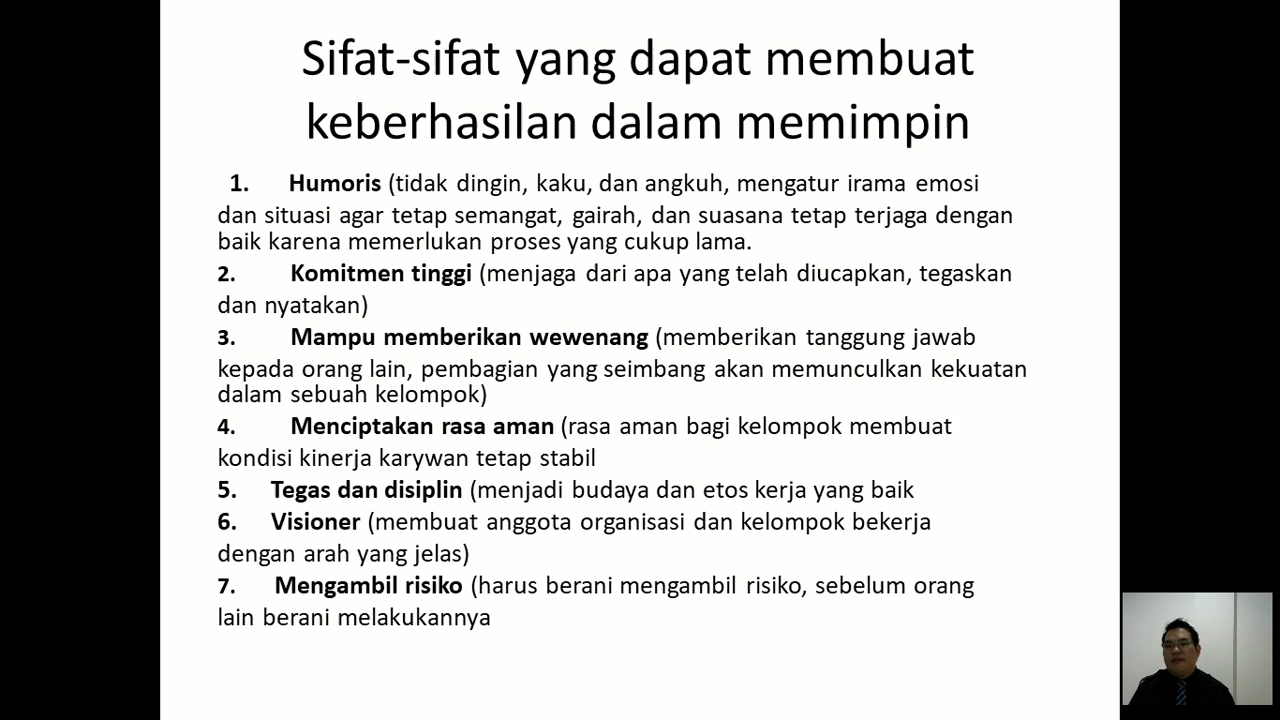 Sifat-sifat yang dapat membuat
keberhasilan dalam memimpin
1. Humoris (tidak dingin, kaku, dan angkuh, mengatur irama emosi
dan situasi agar tetap semangat, gairah, dan suasana tetap terjaga dengan
baik karena memerlukan proses yang cukup lama.
2. Komitmen tinggi (menjaga dari apa yang telah diucapkan, tegaskan
dan nyatakan)
3. Mampu memberikan wewenang (memberikan tanggung jawab
kepada orang lain, pembagian yang seimbang akan memunculkan kekuatan
dalam sebuah kelompok)
4. Menciptakan rasa aman (rasa aman bagi kelompok membuat
kondisi kinerja karywan tetap stabil
5. Tegas dan disiplin (menjadi budaya dan etos kerja yang baik
6. Visioner (membuat anggota organisasi dan kelompok bekerja
dengan arah yang jelas)
7. Mengambil risiko (harus berani mengambil risiko, sebelum orang
lain berani melakukannya